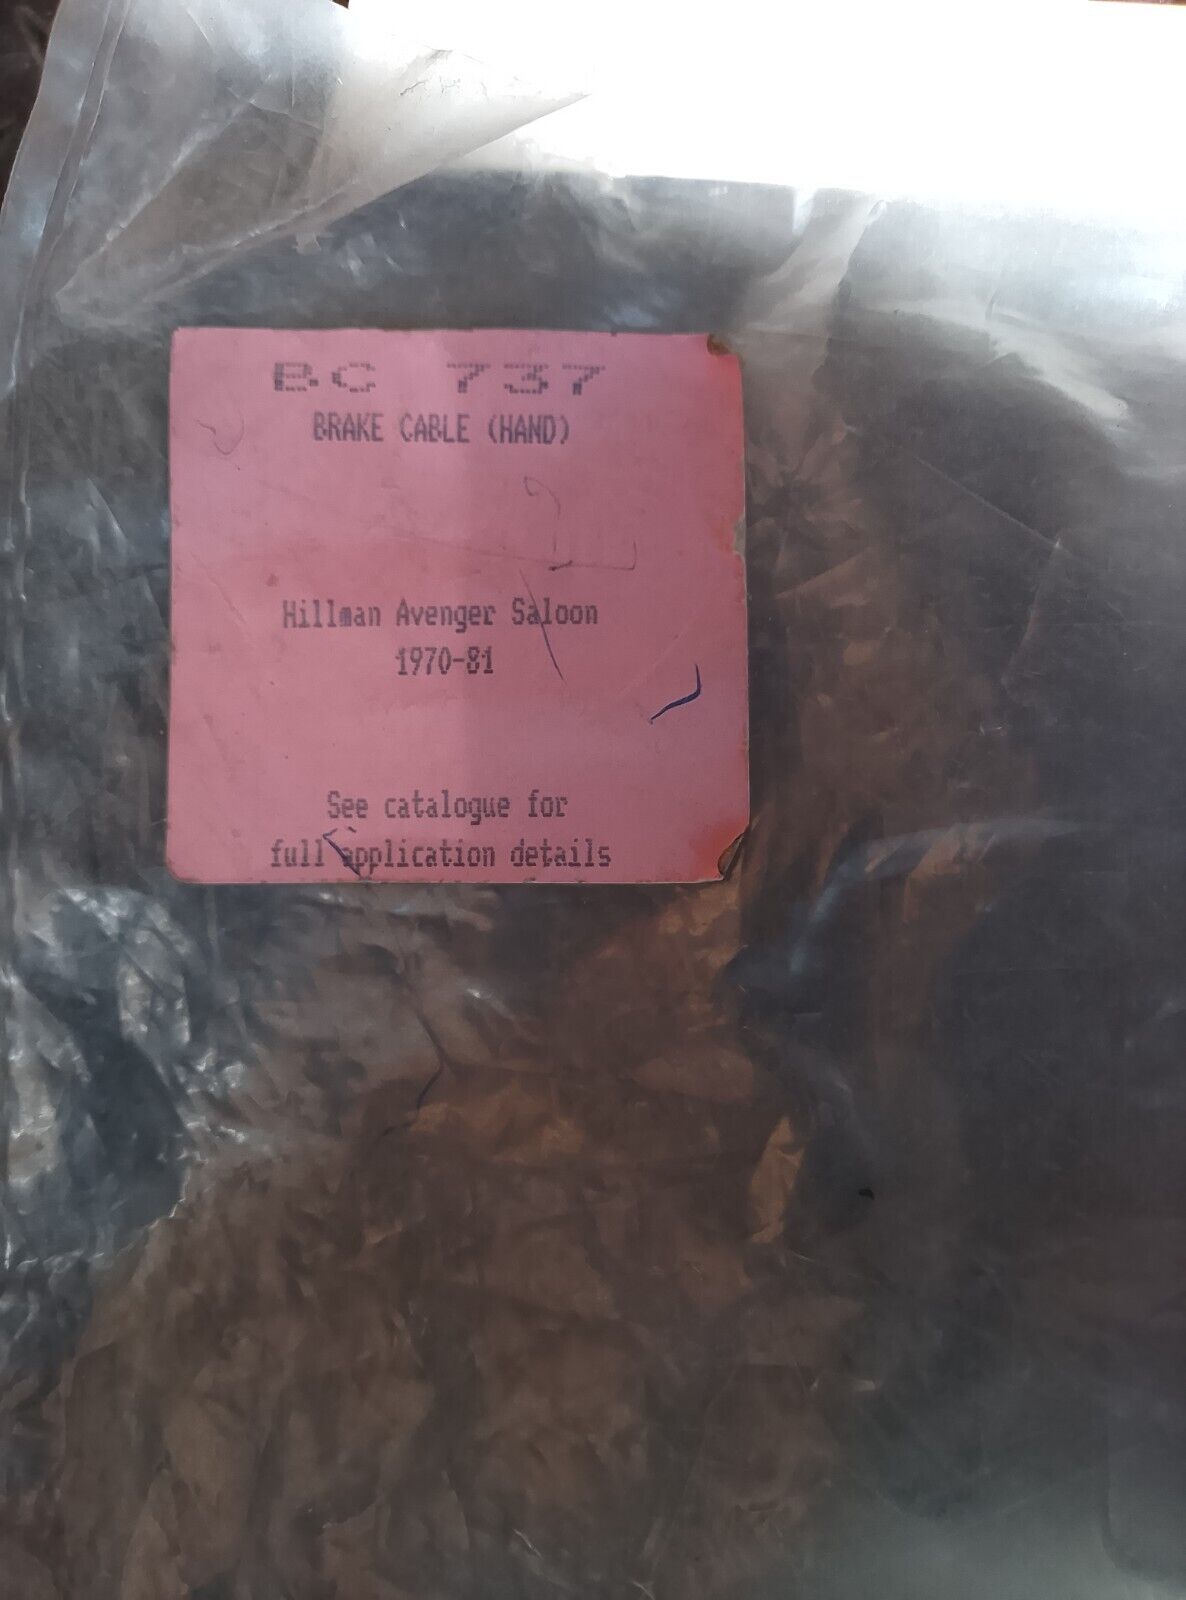 BC 737
BRAKE CABLE (HAND)
Hillman Avenger Saloon
1970-81
See catalogue for
full application details